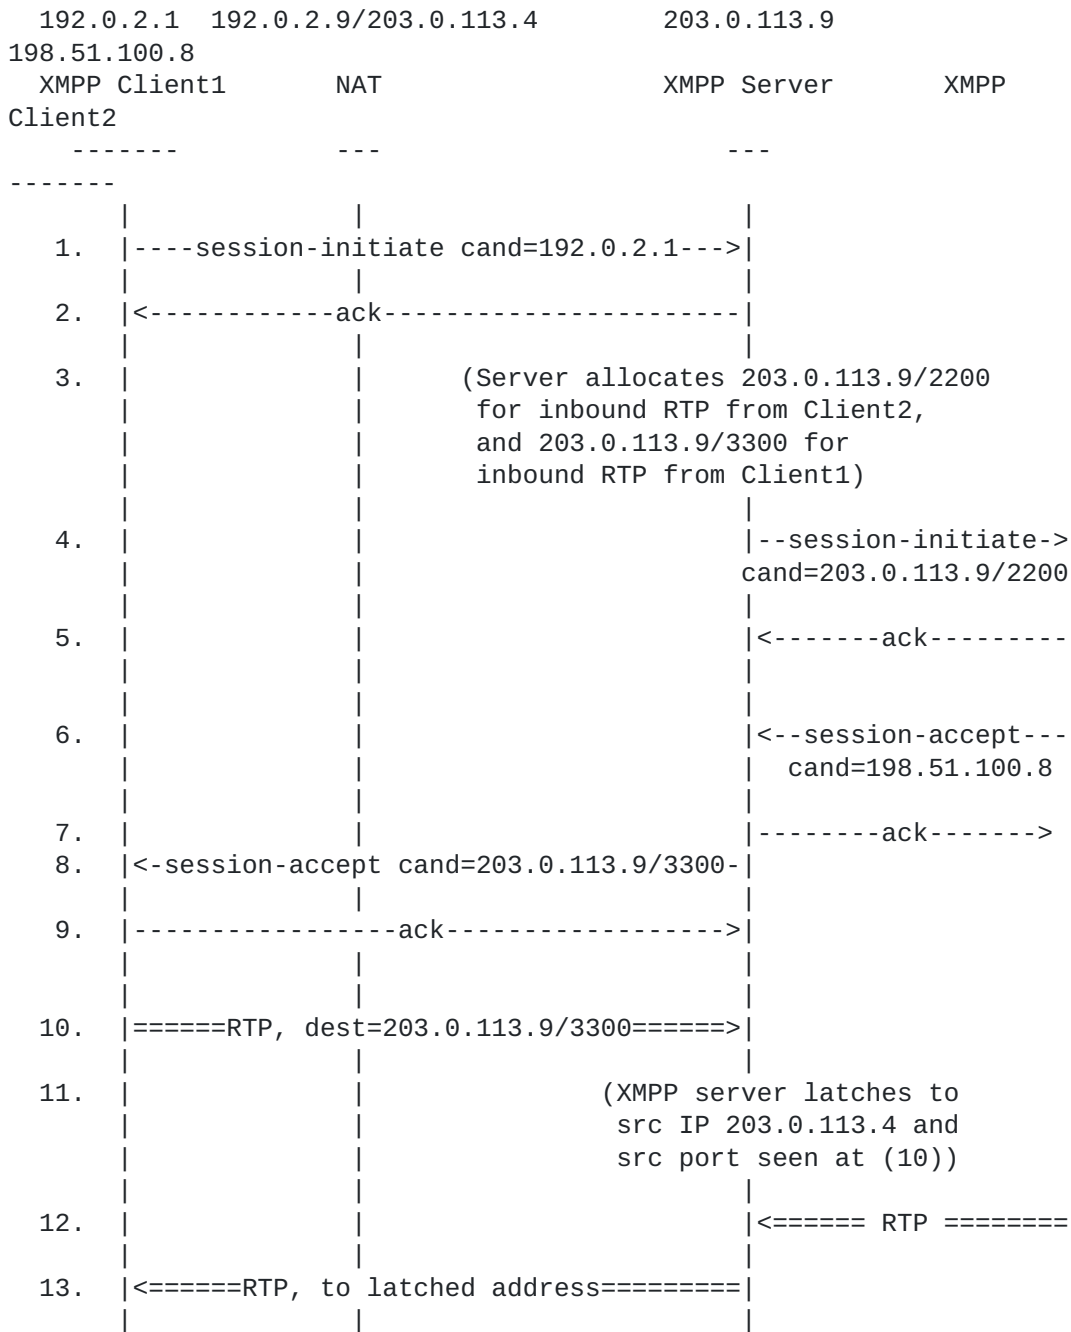 192.0.2.1  192.0.2.9/203.0.113.4        203.0.113.9
198.51.100.8
  XMPP Client1       NAT                  XMPP Server       XMPP
Client2
    -------          ---                      ---
-------
       |              |                        |
   1.  |----session-initiate cand=192.0.2.1--->|
       |              |                        |
   2.  |<------------ack-----------------------|
       |              |                        |
   3.  |              |      (Server allocates 203.0.113.9/2200
       |              |       for inbound RTP from Client2,
       |              |       and 203.0.113.9/3300 for
       |              |       inbound RTP from Client1)
       |              |                        |
   4.  |              |                        |--session-initiate->
       |              |                        cand=203.0.113.9/2200
       |              |                        |
   5.  |              |                        |<-------ack---------
       |              |                        |
       |              |                        |
   6.  |              |                        |<--session-accept---
       |              |                        |  cand=198.51.100.8
       |              |                        |
   7.  |              |                        |--------ack------->
   8.  |<-session-accept cand=203.0.113.9/3300-|
       |              |                        |
   9.  |-----------------ack------------------>|
       |              |                        |
       |              |                        |
  10.  |======RTP, dest=203.0.113.9/3300======>|
       |              |                        |
  11.  |              |               (XMPP server latches to
       |              |                src IP 203.0.113.4 and
       |              |                src port seen at (10))
       |              |                        |
  12.  |              |                        |<====== RTP ========
       |              |                        |
  13.  |<======RTP, to latched address=========|
       |              |                        |